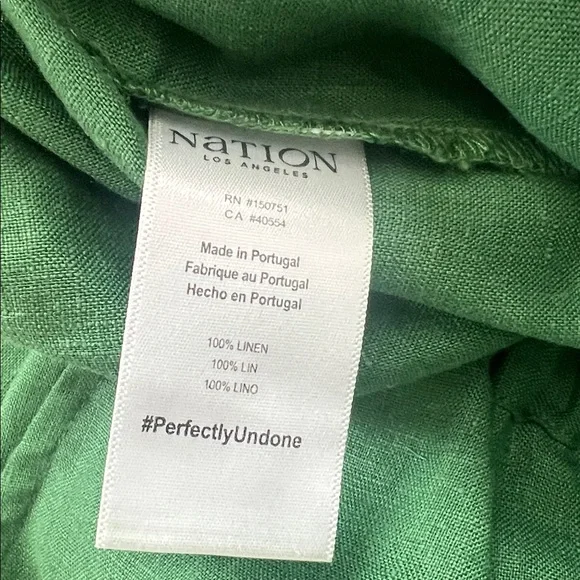 NATION
LOS ANGELES
RN #150751
CA #40554
Made in Portugal
Fabrique au Portugal
Hecho en Portugal
100% LINEN
100% LIN
100% LINO
#PerfectlyUndone